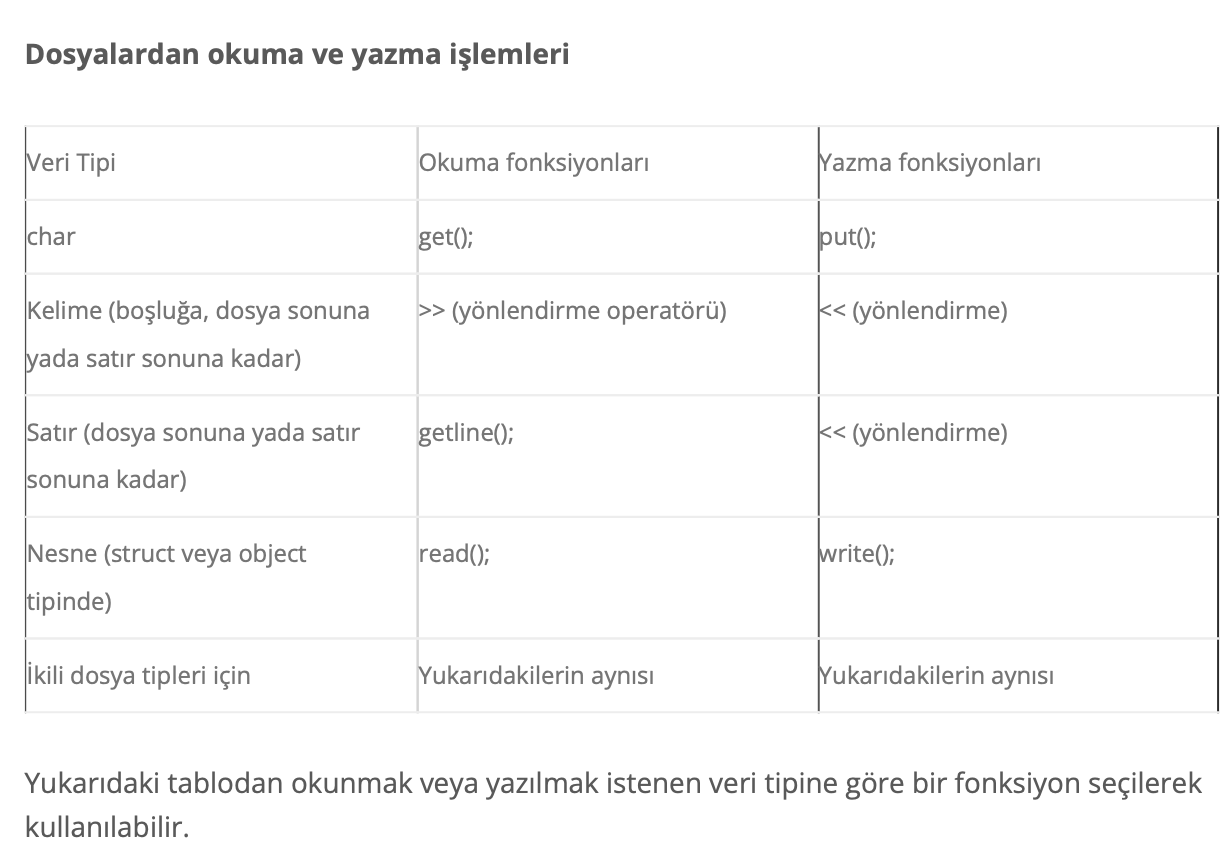 Dosyalardan okuma ve yazma işlemleri
Veri Tipi Okuma fonksiyonları Yazma fonksiyonları
char get(); put();
Kelime (boşluğa, dosya sonuna >> (yönlendirme operatörü) << (yönlendirme)
yada satır sonuna kadar)
Satır (dosya sonuna yada satır getline(); << (yönlendirme)
sonuna kadar)
Nesne (struct veya object read(); write();
tipinde)
İkili dosya tipleri için Yukarıdakilerin aynısı Yukarıdakilerin aynısı
Yukarıdaki tablodan okunmak veya yazılmak istenen veri tipine göre bir fonksiyon seçilerek
kullanılabilir.